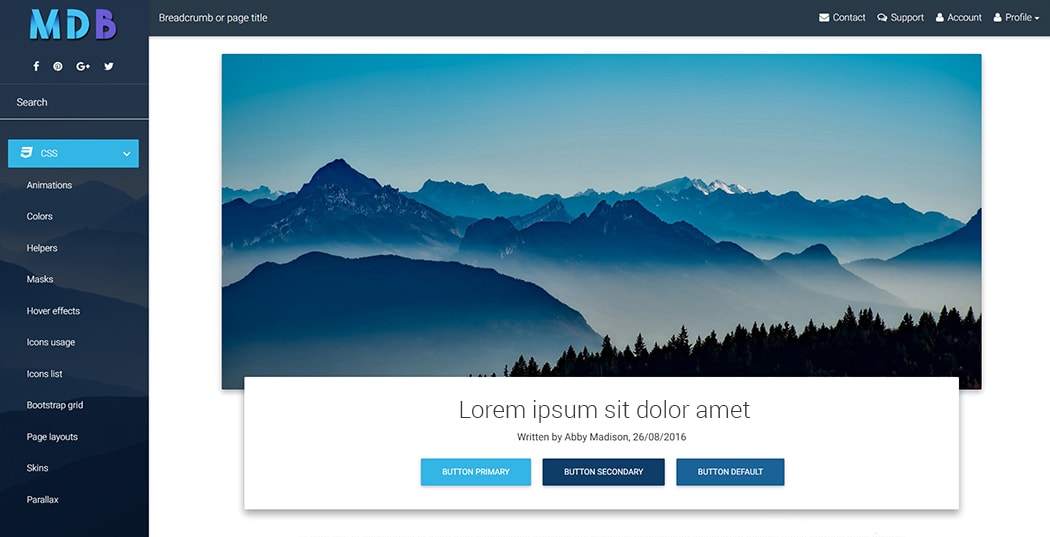 MDB
Breadcrumb or page title
Contact
Support
Account
Profile
Search
CSS
Animations
Colors
Helpers
Masks
Hover effects
Icons usage
Icons list
Bootstrap grid
Page layouts
Skins
Parallax
Lorem ipsum sit dolor amet
Written by Abby Madison, 26/08/2016
BUTTON PRIMARY
BUTTON SECONDARY
BUTTON DEFAULT